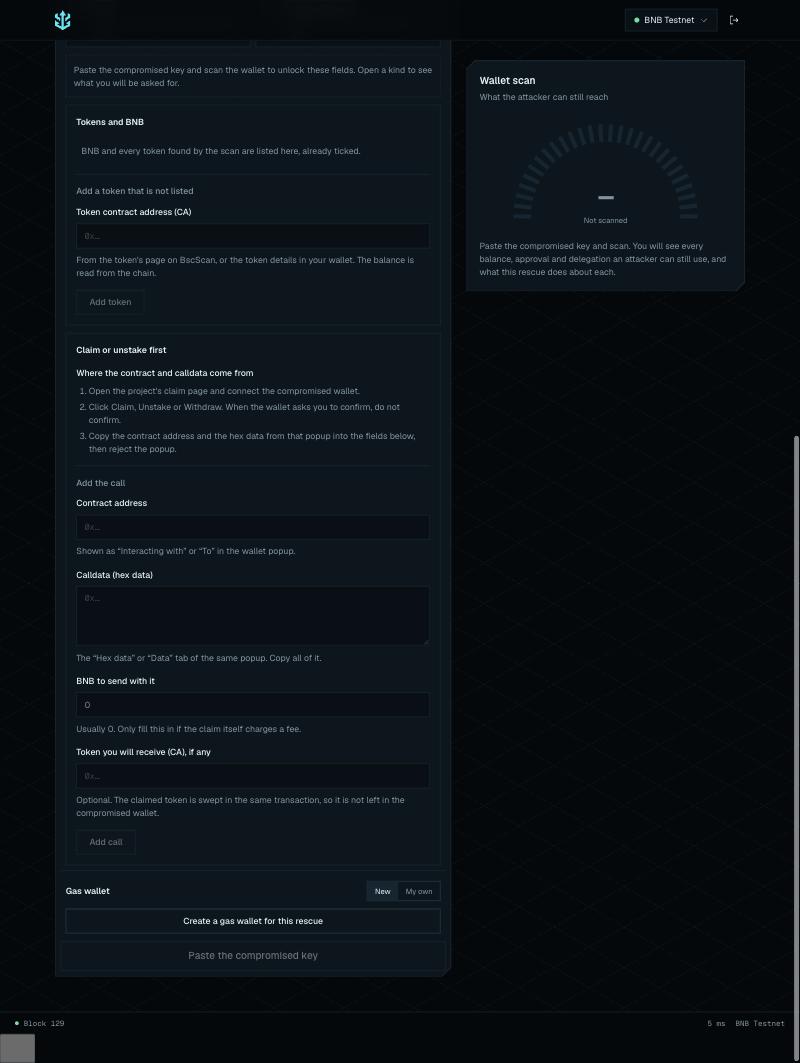 BNB Testnet
Paste the compromised key and scan the wallet to unlock these fields. Open a kind to see
what you will be asked for.
Tokens and BNB
BNB and every token found by the scan are listed here, already ticked.
Add a token that is not listed
Token contract address (CA)
0x…
From the token's page on BscScan, or the token details in your wallet. The balance is
read from the chain.
Add token
Claim or unstake first
Where the contract and calldata come from
1. Open the project's claim page and connect the compromised wallet.
2. Click Claim, Unstake or Withdraw. When the wallet asks you to confirm, do not
confirm.
3. Copy the contract address and the hex data from that popup into the fields below,
then reject the popup.
Add the call
Contract address
0x…
Shown as “Interacting with” or “To” in the wallet popup.
Calldata (hex data)
0x…
The “Hex data” or “Data” tab of the same popup. Copy all of it.
BNB to send with it
0
Usually 0. Only fill this in if the claim itself charges a fee.
Token you will receive (CA), if any
0x…
Optional. The claimed token is swept in the same transaction, so it is not left in the
compromised wallet.
Add call
Gas wallet
New
My own
Create a gas wallet for this rescue
Paste the compromised key
Wallet scan
What the attacker can still reach
–
Not scanned
Paste the compromised key and scan. You will see every
balance, approval and delegation an attacker can still use, and
what this rescue does about each.
Block 129
5 ms
BNB Testnet